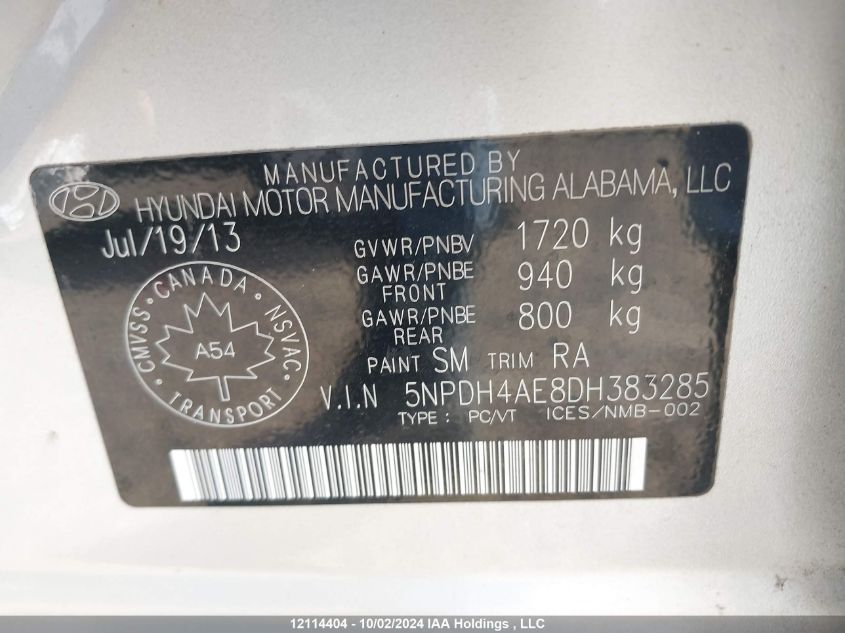 MANUFACTURED BY
HYUNDAI MOTOR MANUFACTURING ALABAMA, LLC
Jul/19/13
GVWR/PNBV 1720 kg
GAWR/PNBE FRONT 940 kg
GAWR/PNBE REAR 800 kg
PAINT SM TRIM RA
V.I.N 5NPDH4AE8DH383285
TYPE : PC/VT ICES/NMB-002
CMVSS · CANADA · NSVAC · TRANSPORT ·
A54
12114404 - 10/02/2024 IAA Holdings , LLC